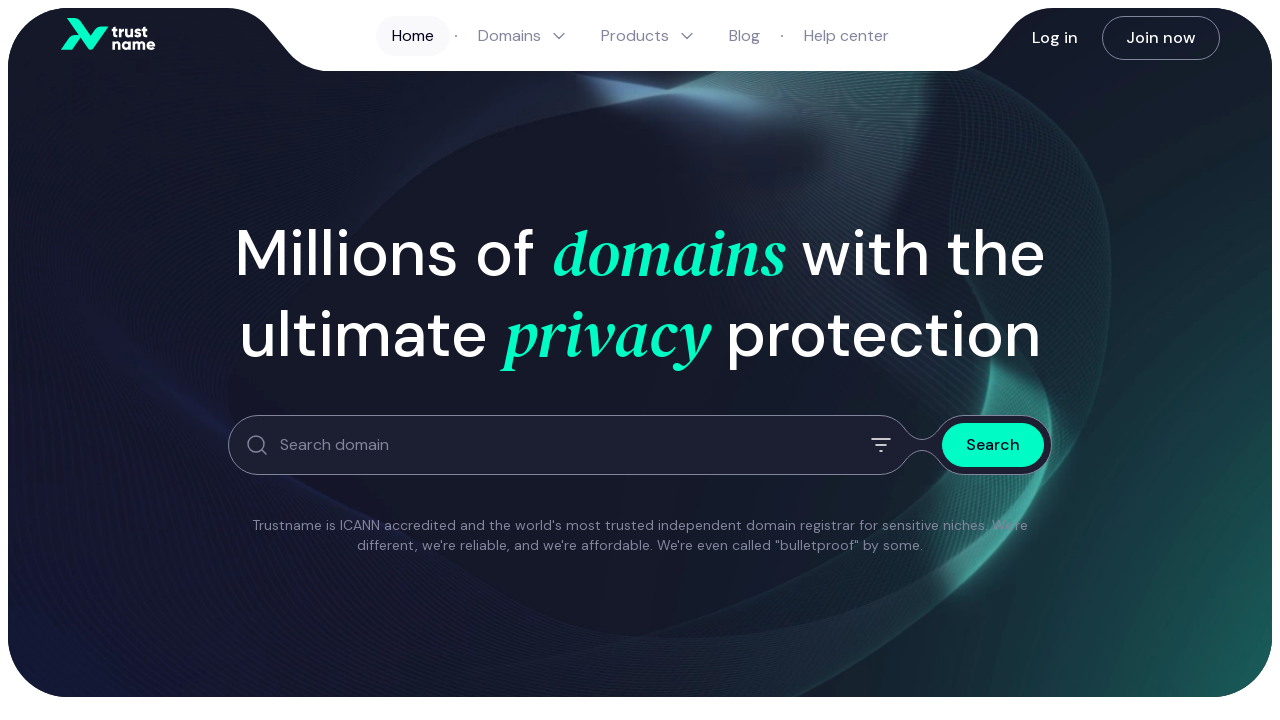 trust
name
Home
Domains
Products
Blog
Help center
Log in
Join now
Millions of domains with the
ultimate privacy protection
Search domain
Search
Trustname is ICANN accredited and the world's most trusted independent domain registrar for sensitive niches. We're
different, we're reliable, and we're affordable. We're even called "bulletproof" by some.